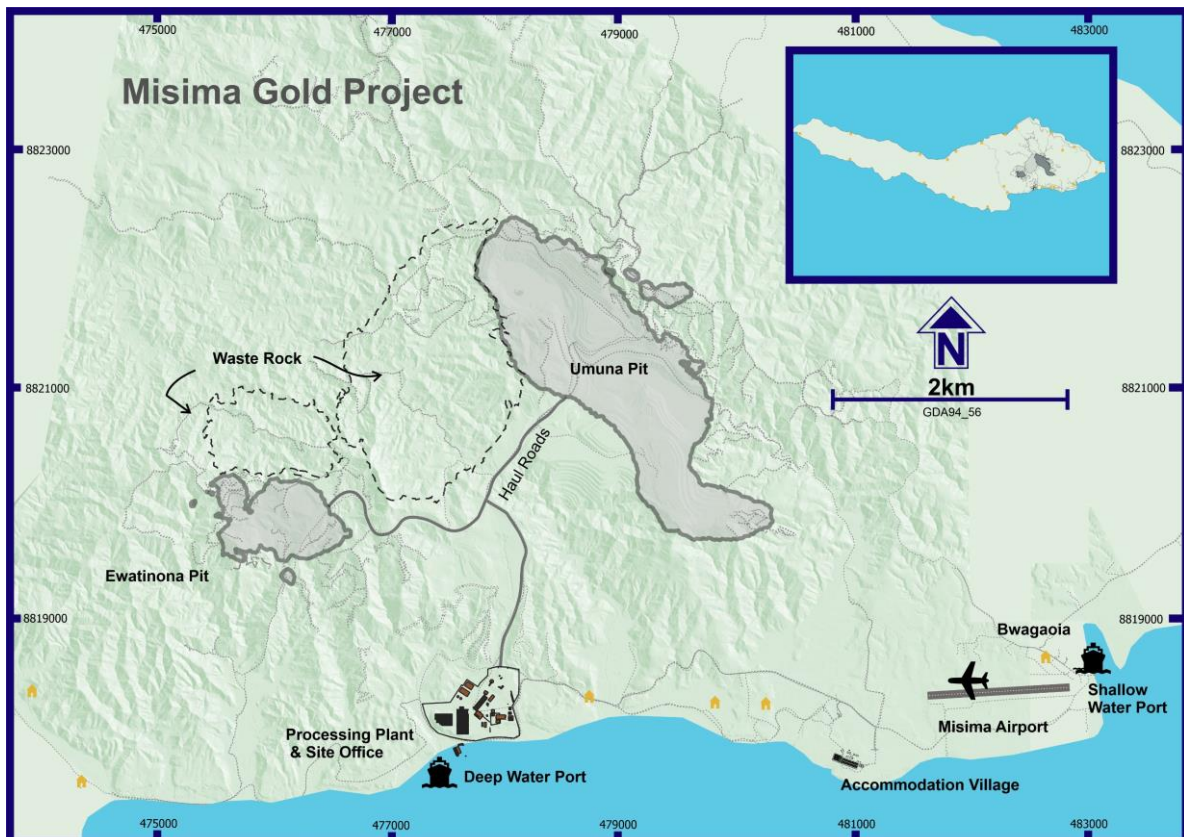 475000
477000
479000
481000
483000
Misima Gold Project
8823000
8823000
N
2km
GDA94_56
Waste Rock
Umuna Pit
8821000
8821000
Haul Roads
Ewatinona Pit
8819000
8819000
Bwagaoia
Shallow
Water Port
Misima Airport
Processing Plant
& Site Office
Deep Water Port
Accommodation Village
475000
477000
479000
481000
483000